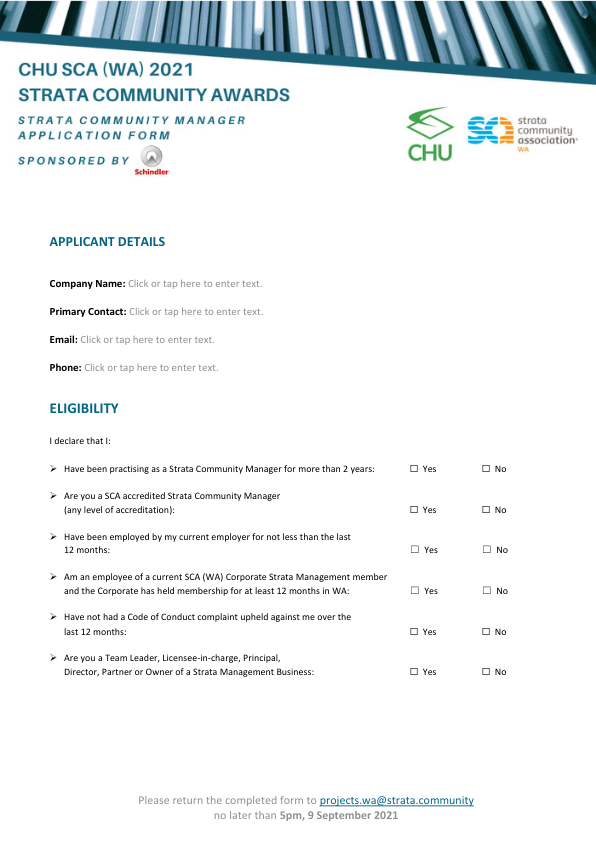 CHU SCA (WA) 2021
STRATA COMMUNITY AWARDS
STRATA COMMUNITY MANAGER
APPLICATION FORM
SPONSORED BY
Schindler
CHU
SCA
strata
community
association
WA
APPLICANT DETAILS
Company Name: Click or tap here to enter text.
Primary Contact: Click or tap here to enter text.
Email: Click or tap here to enter text.
Phone: Click or tap here to enter text.
ELIGIBILITY
I declare that I:
➢ Have been practising as a Strata Community Manager for more than 2 years: ☐ Yes ☐ No
➢ Are you a SCA accredited Strata Community Manager
(any level of accreditation): ☐ Yes ☐ No
➢ Have been employed by my current employer for not less than the last
12 months: ☐ Yes ☐ No
➢ Am an employee of a current SCA (WA) Corporate Strata Management member
and the Corporate has held membership for at least 12 months in WA: ☐ Yes ☐ No
➢ Have not had a Code of Conduct complaint upheld against me over the
last 12 months: ☐ Yes ☐ No
➢ Are you a Team Leader, Licensee-in-charge, Principal,
Director, Partner or Owner of a Strata Management Business: ☐ Yes ☐ No
Please return the completed form to projects.wa@strata.community
no later than 5pm, 9 September 2021